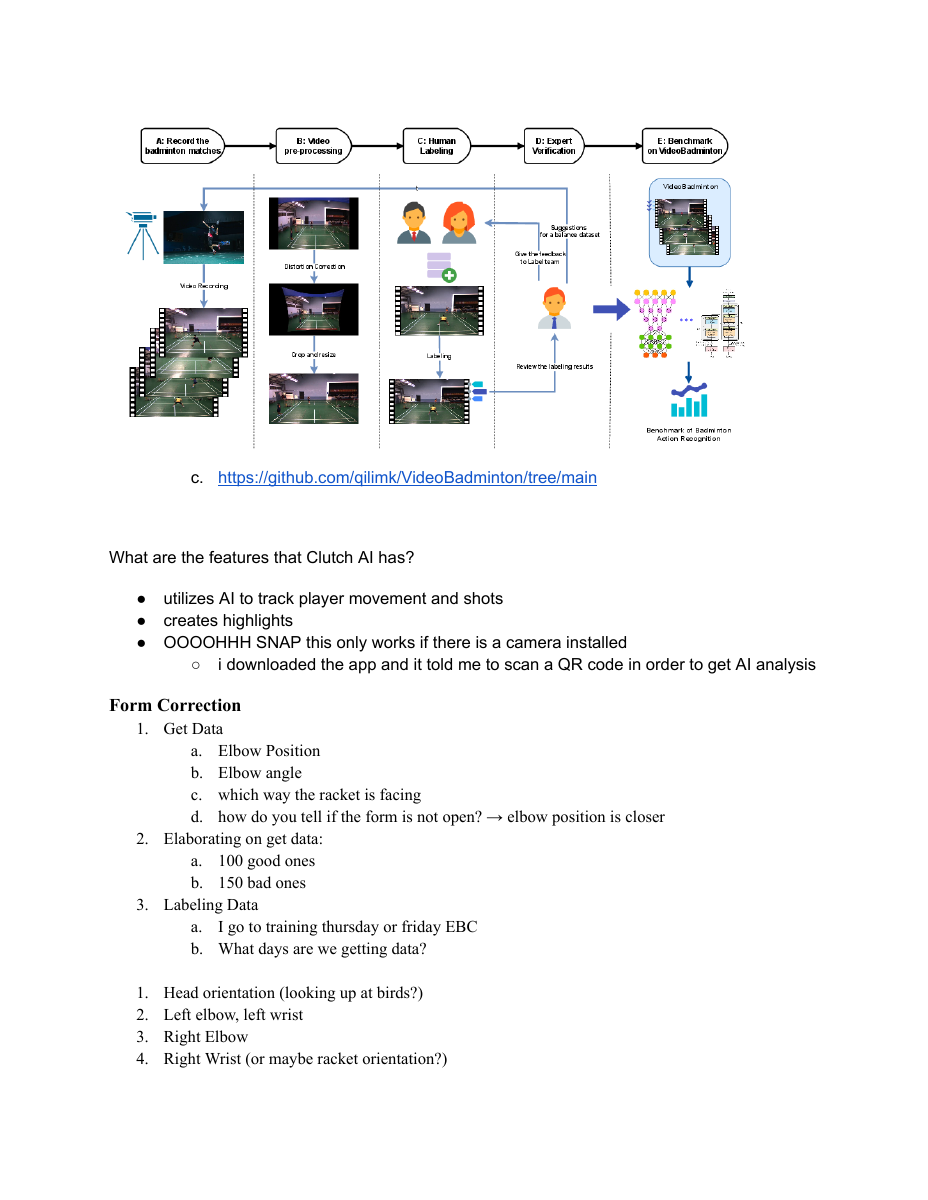 A: Record the
badminton matches
B: Video
pre-processing
C: Human
Labeling
D: Expert
Verification
E: Benchmark
on VideoBadminton
Video Recording
Distortion Correction
Crop and resize
Labeling
Suggestions
for a balance dataset
Give the feedback
to Label team
Review the labeling results
VideoBadminton
Benchmark of Badminton
Action Recognition
c. https://github.com/qilimk/VideoBadminton/tree/main
What are the features that Clutch AI has?
● utilizes AI to track player movement and shots
● creates highlights
● OOOOHHH SNAP this only works if there is a camera installed
○ i downloaded the app and it told me to scan a QR code in order to get AI analysis
Form Correction
1. Get Data
a. Elbow Position
b. Elbow angle
c. which way the racket is facing
d. how do you tell if the form is not open? → elbow position is closer
2. Elaborating on get data:
a. 100 good ones
b. 150 bad ones
3. Labeling Data
a. I go to training thursday or friday EBC
b. What days are we getting data?
1. Head orientation (looking up at birds?)
2. Left elbow, left wrist
3. Right Elbow
4. Right Wrist (or maybe racket orientation?)